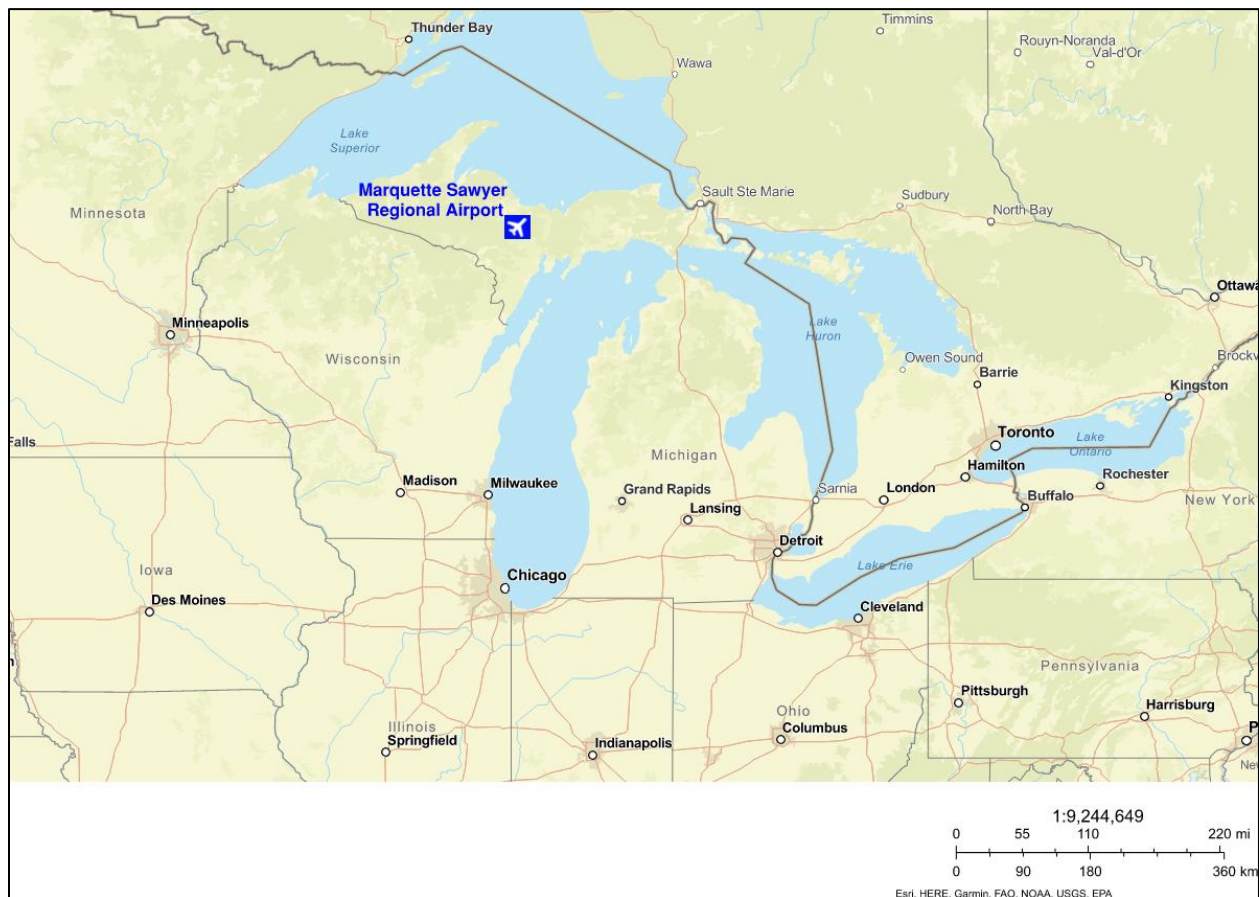 Thunder Bay
Timmins
Rouyn-Noranda
Val-d'Or
Wawa
Lake
Superior
Marquette Sawyer
Regional Airport
Sault Ste Marie
Sudbury
North Bay
Minnesota
Ottawa
Minneapolis
Wisconsin
Lake
Huron
Owen Sound
Barrie
Brockv
Kingston
Falls
Toronto
Lake
Ontario
Michigan
Hamilton
Rochester
Madison
Milwaukee
Grand Rapids
Sarnia
London
Buffalo
New York
Lansing
Detroit
Lake Erie
Iowa
Chicago
Des Moines
Cleveland
Pennsylvania
Pittsburgh
Harrisburg
Illinois
Springfield
Ohio
Columbus
Indianapolis
P
New
1:9,244,649
0 55 110 220 mi
0 90 180 360 km
Esri, HERE, Garmin, FAO, NOAA, USGS, EPA